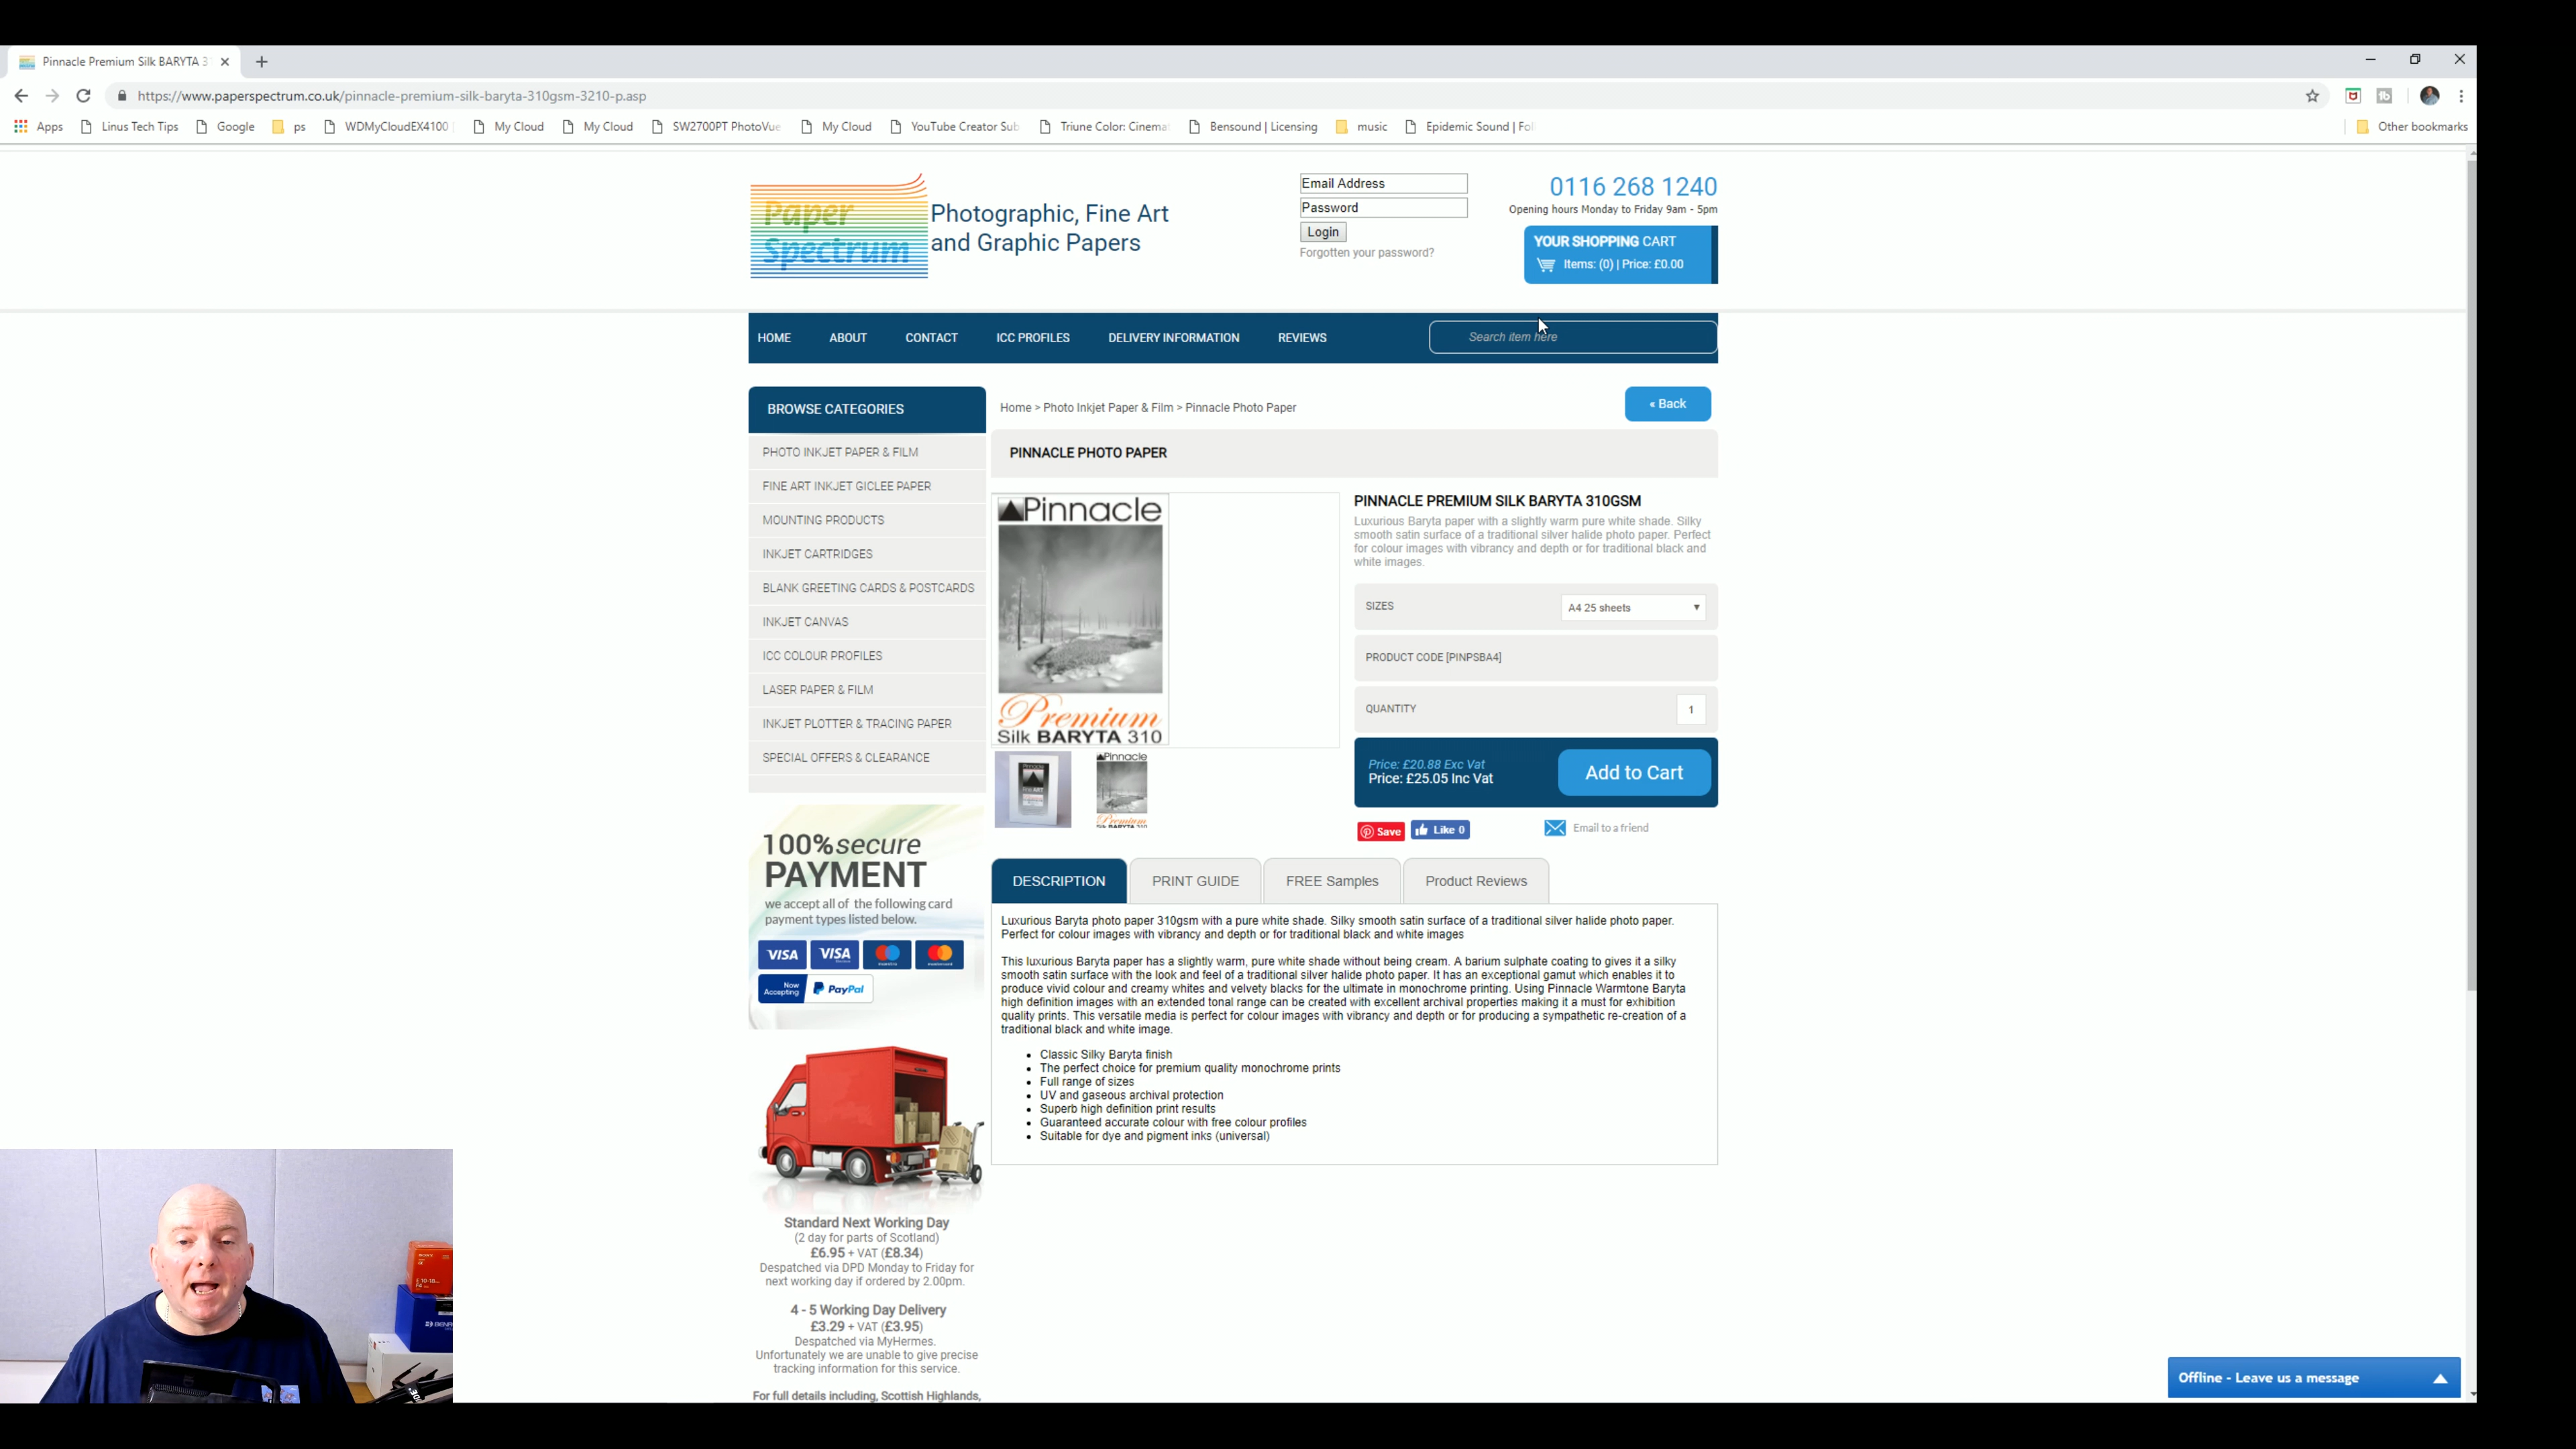 Pinnacle Premium Silk BARYTA 3
https://www.paperspectrum.co.uk/pinnacle-premium-silk-baryta-310gsm-3210-p.asp
Apps
Linus Tech Tips
Google
ps
WDMyCloudEX4100
My Cloud
My Cloud
SW2700PT PhotoVue
My Cloud
YouTube Creator Sub
Triune Color: Cinema
Bensound | Licensing
music
Epidemic Sound | Fol
Other bookmarks
Paper
Spectrum
Photographic, Fine Art
and Graphic Papers
Email Address
Password
Login
Forgotten your password?
0116 268 1240
Opening hours Monday to Friday 9am - 5pm
YOUR SHOPPING CART
Items: (0) | Price: £0.00
HOME
ABOUT
CONTACT
ICC PROFILES
DELIVERY INFORMATION
REVIEWS
Search item here
BROWSE CATEGORIES
PHOTO INKJET PAPER & FILM
FINE ART INKJET GICLEE PAPER
MOUNTING PRODUCTS
INKJET CARTRIDGES
BLANK GREETING CARDS & POSTCARDS
INKJET CANVAS
ICC COLOUR PROFILES
LASER PAPER & FILM
INKJET PLOTTER & TRACING PAPER
SPECIAL OFFERS & CLEARANCE
100%secure
PAYMENT
we accept all of the following card
payment types listed below.
VISA
VISA
Now
Accepting
PayPal
Standard Next Working Day
(2 day for parts of Scotland)
£6.95 + VAT (£8.34)
Despatched via DPD Monday to Friday for
next working day if ordered by 2.00pm.
4 - 5 Working Day Delivery
£3.29 + VAT (£3.95)
Despatched via MyHermes.
Unfortunately we are unable to give precise
tracking information for this service.
For full details including, Scottish Highlands,
Home > Photo Inkjet Paper & Film > Pinnacle Photo Paper
« Back
PINNACLE PHOTO PAPER
Pinnacle
Premium
Silk BARYTA 310
Pinnacle
Premium
Silk BARYTA 310
PINNACLE PREMIUM SILK BARYTA 310GSM
Luxurious Baryta paper with a slightly warm pure white shade. Silky
smooth satin surface of a traditional silver halide photo paper. Perfect
for colour images with vibrancy and depth or for traditional black and
white images.
SIZES
A4 25 sheets
PRODUCT CODE [PINPSBA4]
QUANTITY
1
Price: £20.88 Exc Vat
Price: £25.05 Inc Vat
Add to Cart
Save
Like 0
Email to a friend
DESCRIPTION
PRINT GUIDE
FREE Samples
Product Reviews
Luxurious Baryta photo paper 310gsm with a pure white shade. Silky smooth satin surface of a traditional silver halide photo paper.
Perfect for colour images with vibrancy and depth or for traditional black and white images
This luxurious Baryta paper has a slightly warm, pure white shade without being cream. A barium sulphate coating to gives it a silky
smooth satin surface with the look and feel of a traditional silver halide photo paper. It has an exceptional gamut which enables it to
produce vivid colour and creamy whites and velvety blacks for the ultimate in monochrome printing. Using Pinnacle Warmtone Baryta
high definition images with an extended tonal range can be created with excellent archival properties making it a must for exhibition
quality prints. This versatile media is perfect for colour images with vibrancy and depth or for producing a sympathetic re-creation of a
traditional black and white image.
Classic Silky Baryta finish
The perfect choice for premium quality monochrome prints
Full range of sizes
UV and gaseous archival protection
Superb high definition print results
Guaranteed accurate colour with free colour profiles
Suitable for dye and pigment inks (universal)
Offline - Leave us a message